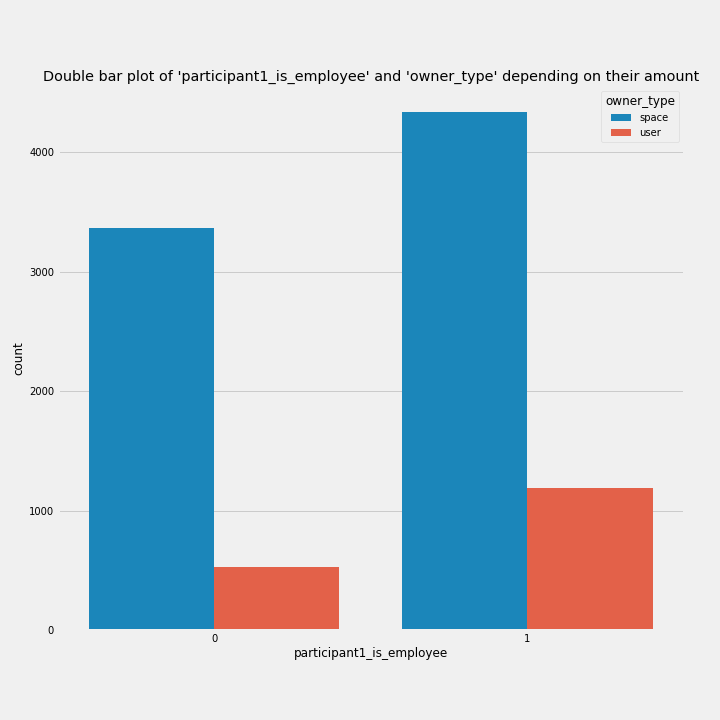 Double bar plot of 'participant1_is_employee' and 'owner_type' depending on their amount
owner_type
space
user
4000
3000
2000
1000
0
count
0
1
participant1_is_employee